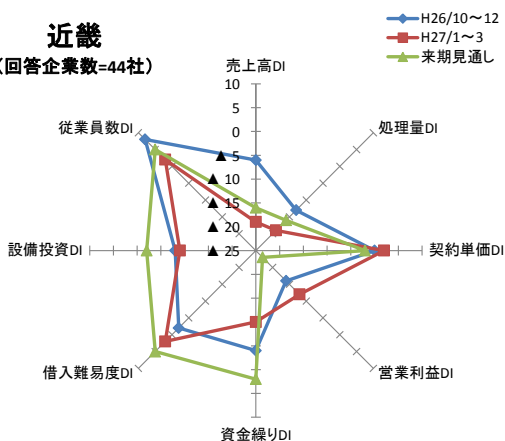 近畿
（回答企業数=44社）
H26/10～12
H27/1～3
来期見通し
売上高DI
処理量DI
契約単価DI
営業利益DI
資金繰りDI
借入難易度DI
設備投資DI
従業員数DI
10
5
0
▲ 5
▲ 10
▲ 15
▲ 20
▲ 25